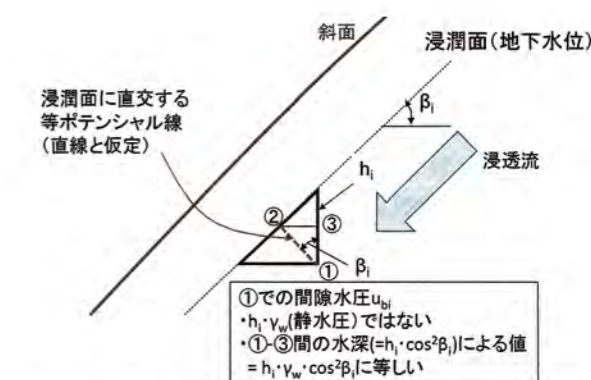 斜面
浸潤面(地下水位)
βi
浸潤面に直交する
等ポテンシャル線
(直線と仮定)
hi
浸透流
②
③
①
βi
①での間隙水圧ubi
・hi・γw(静水圧)ではない
・①-③間の水深(=hi・cos²βi)による値
= hi・γw・cos²βiに等しい